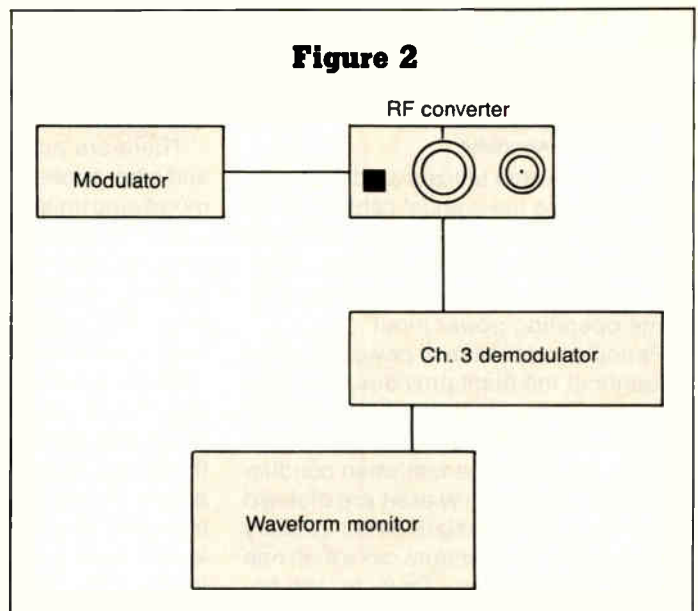 Figure 2
RF converter
Modulator
Ch. 3 demodulator
Waveform monitor